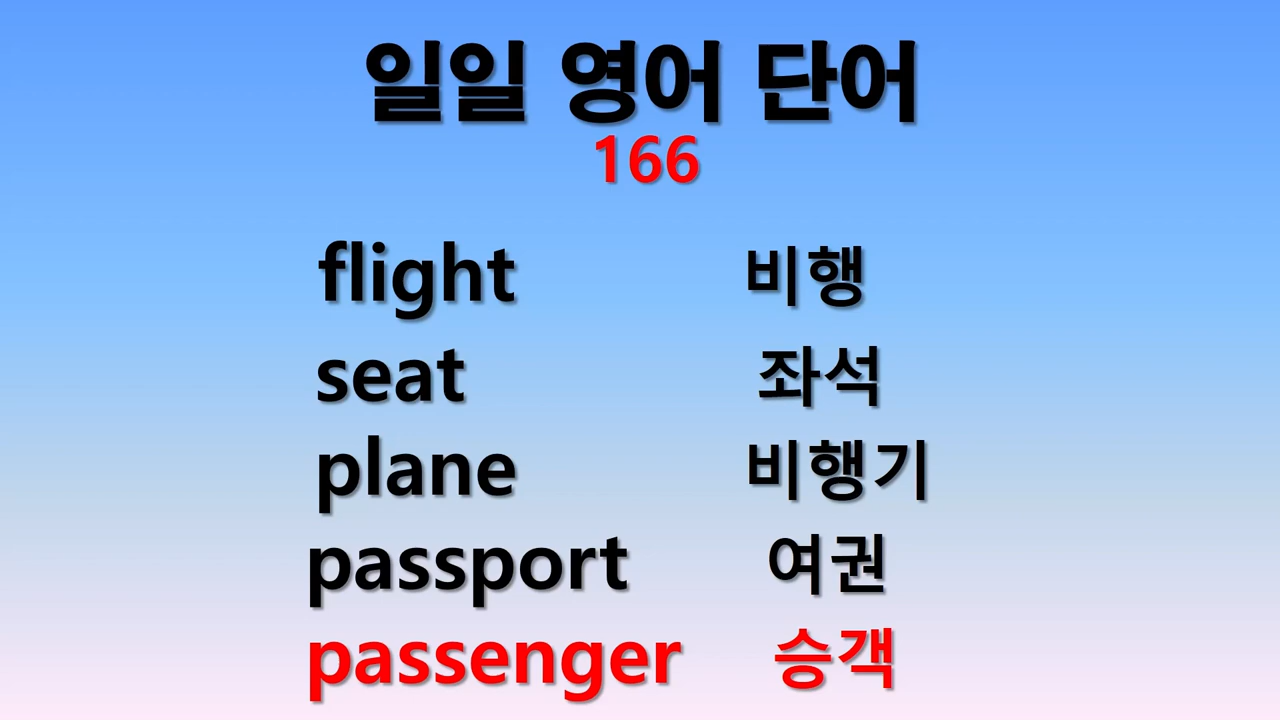 일일 영어 단어
166
flight 비행
seat 좌석
plane 비행기
passport 여권
passenger 승객